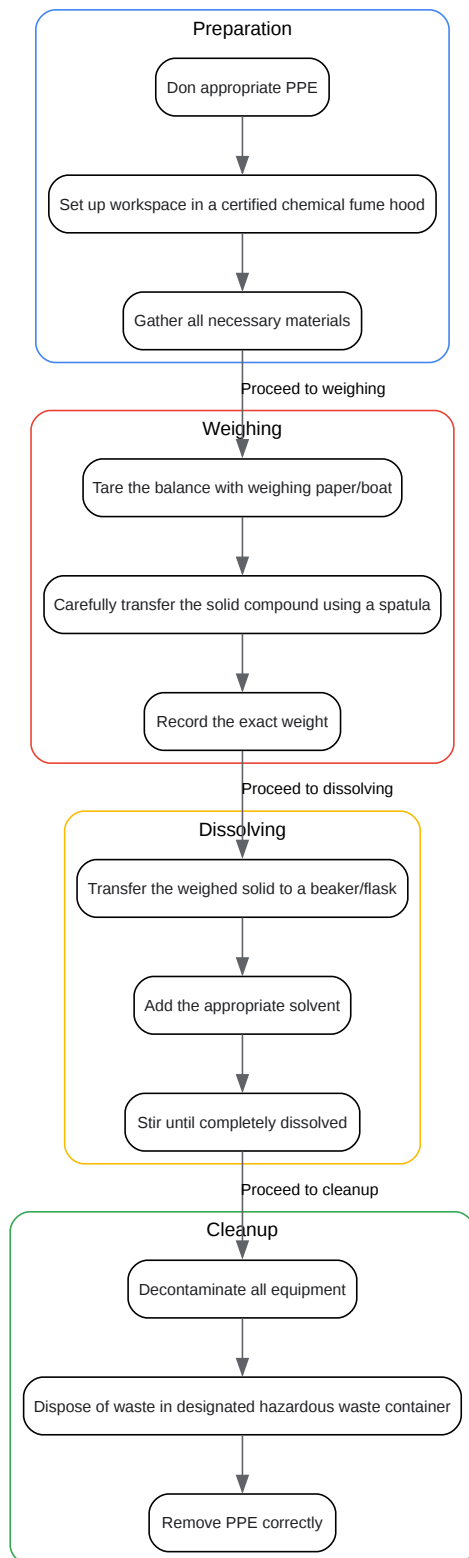 Preparation
Don appropriate PPE
Set up workspace in a certified chemical fume hood
Gather all necessary materials
Proceed to weighing
Weighing
Tare the balance with weighing paper/boat
Carefully transfer the solid compound using a spatula
Record the exact weight
Proceed to dissolving
Dissolving
Transfer the weighed solid to a beaker/flask
Add the appropriate solvent
Stir until completely dissolved
Proceed to cleanup
Cleanup
Decontaminate all equipment
Dispose of waste in designated hazardous waste container
Remove PPE correctly